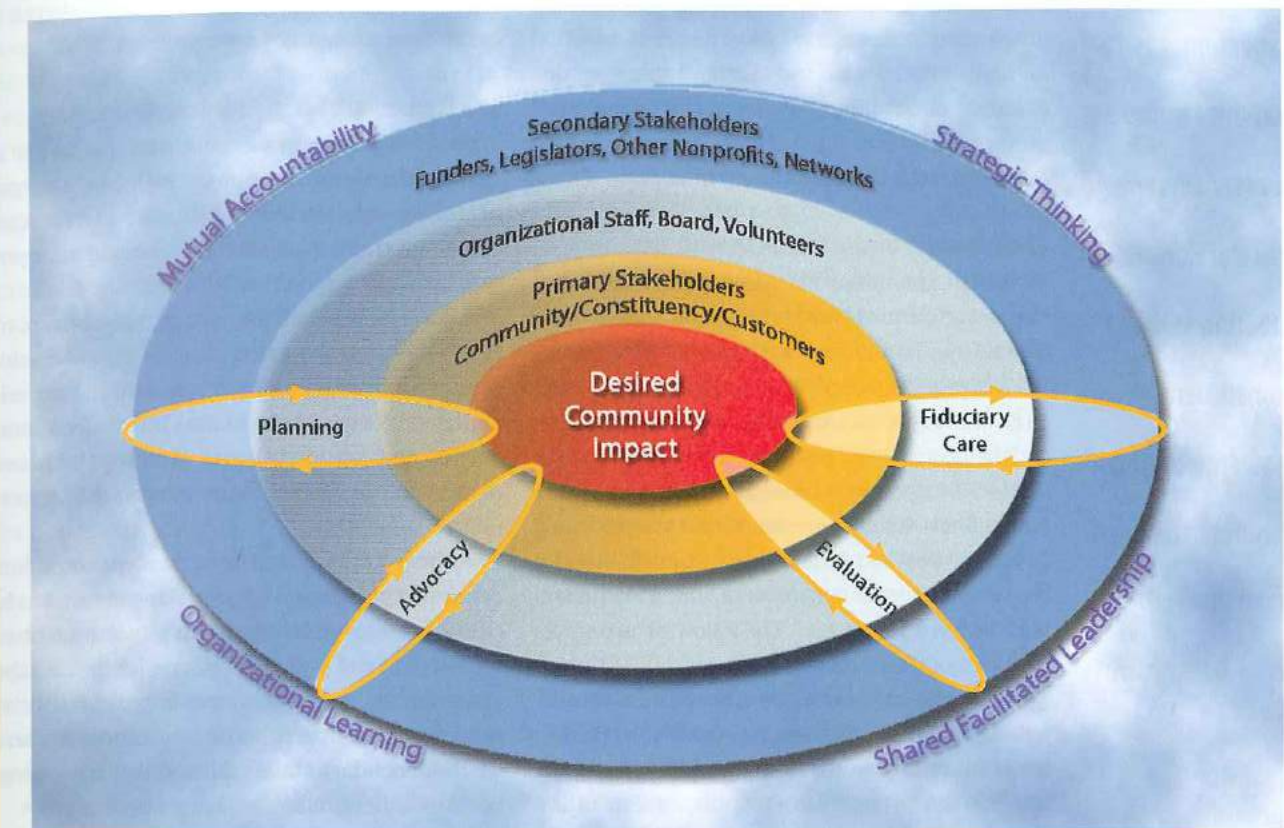 Mutual Accountability
Strategic Thinking
Secondary Stakeholders
Funders, Legislators, Other Nonprofits, Networks
Organizational Staff, Board, Volunteers
Primary Stakeholders
Community/Constituency/Customers
Desired
Community
Impact
Planning
Fiduciary
Care
Advocacy
Evaluation
Organizational Learning
Shared Facilitated Leadership